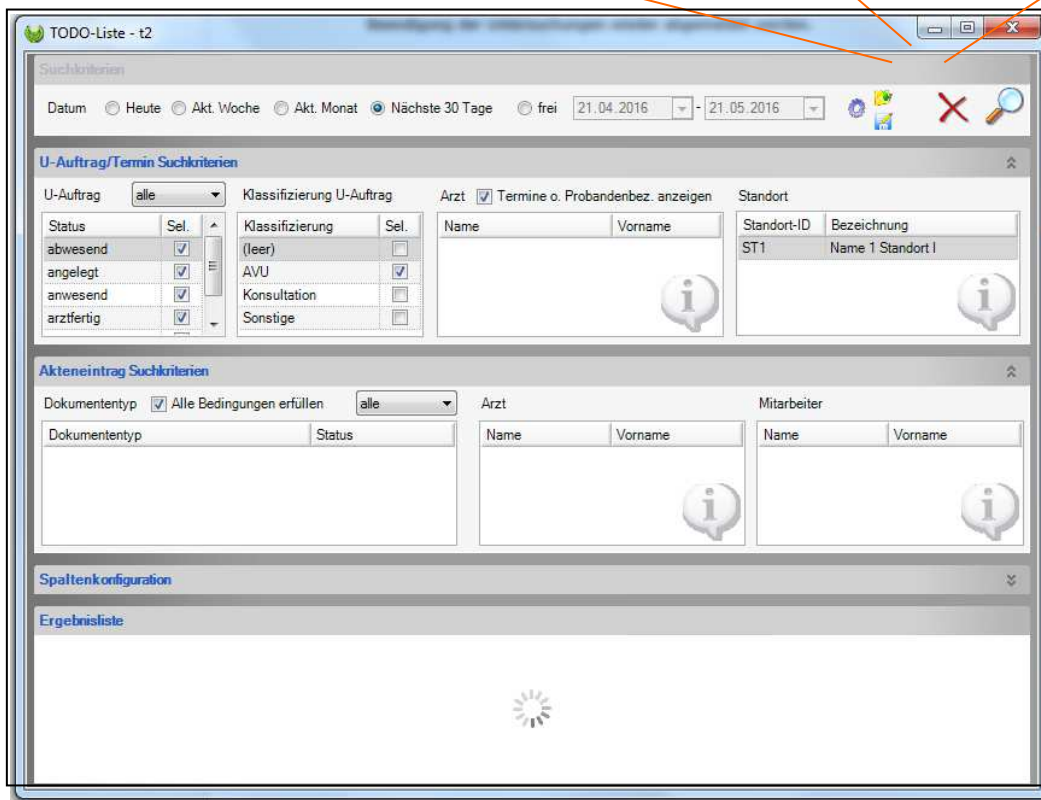 TODO-Liste - t2
Suchkriterien
Datum Heute Akt. Woche Akt. Monat Nächste 30 Tage frei 21.04.2016 - 21.05.2016
U-Auftrag/Termin Suchkriterien
U-Auftrag alle Klassifizierung U-Auftrag Arzt Termine o. Probandenbez. anzeigen Standort
Status Sel. Klassifizierung Sel. Name Vorname Standort-ID Bezeichnung
abwesend (leer) ST1 Name 1 Standort I
angelegt AVU
anwesend Konsultation
arztfertig Sonstige
Akteneintrag Suchkriterien
Dokumententyp Alle Bedingungen erfüllen alle Arzt Mitarbeiter
Dokumententyp Status Name Vorname Name Vorname
Spaltenkonfiguration
Ergebnisliste